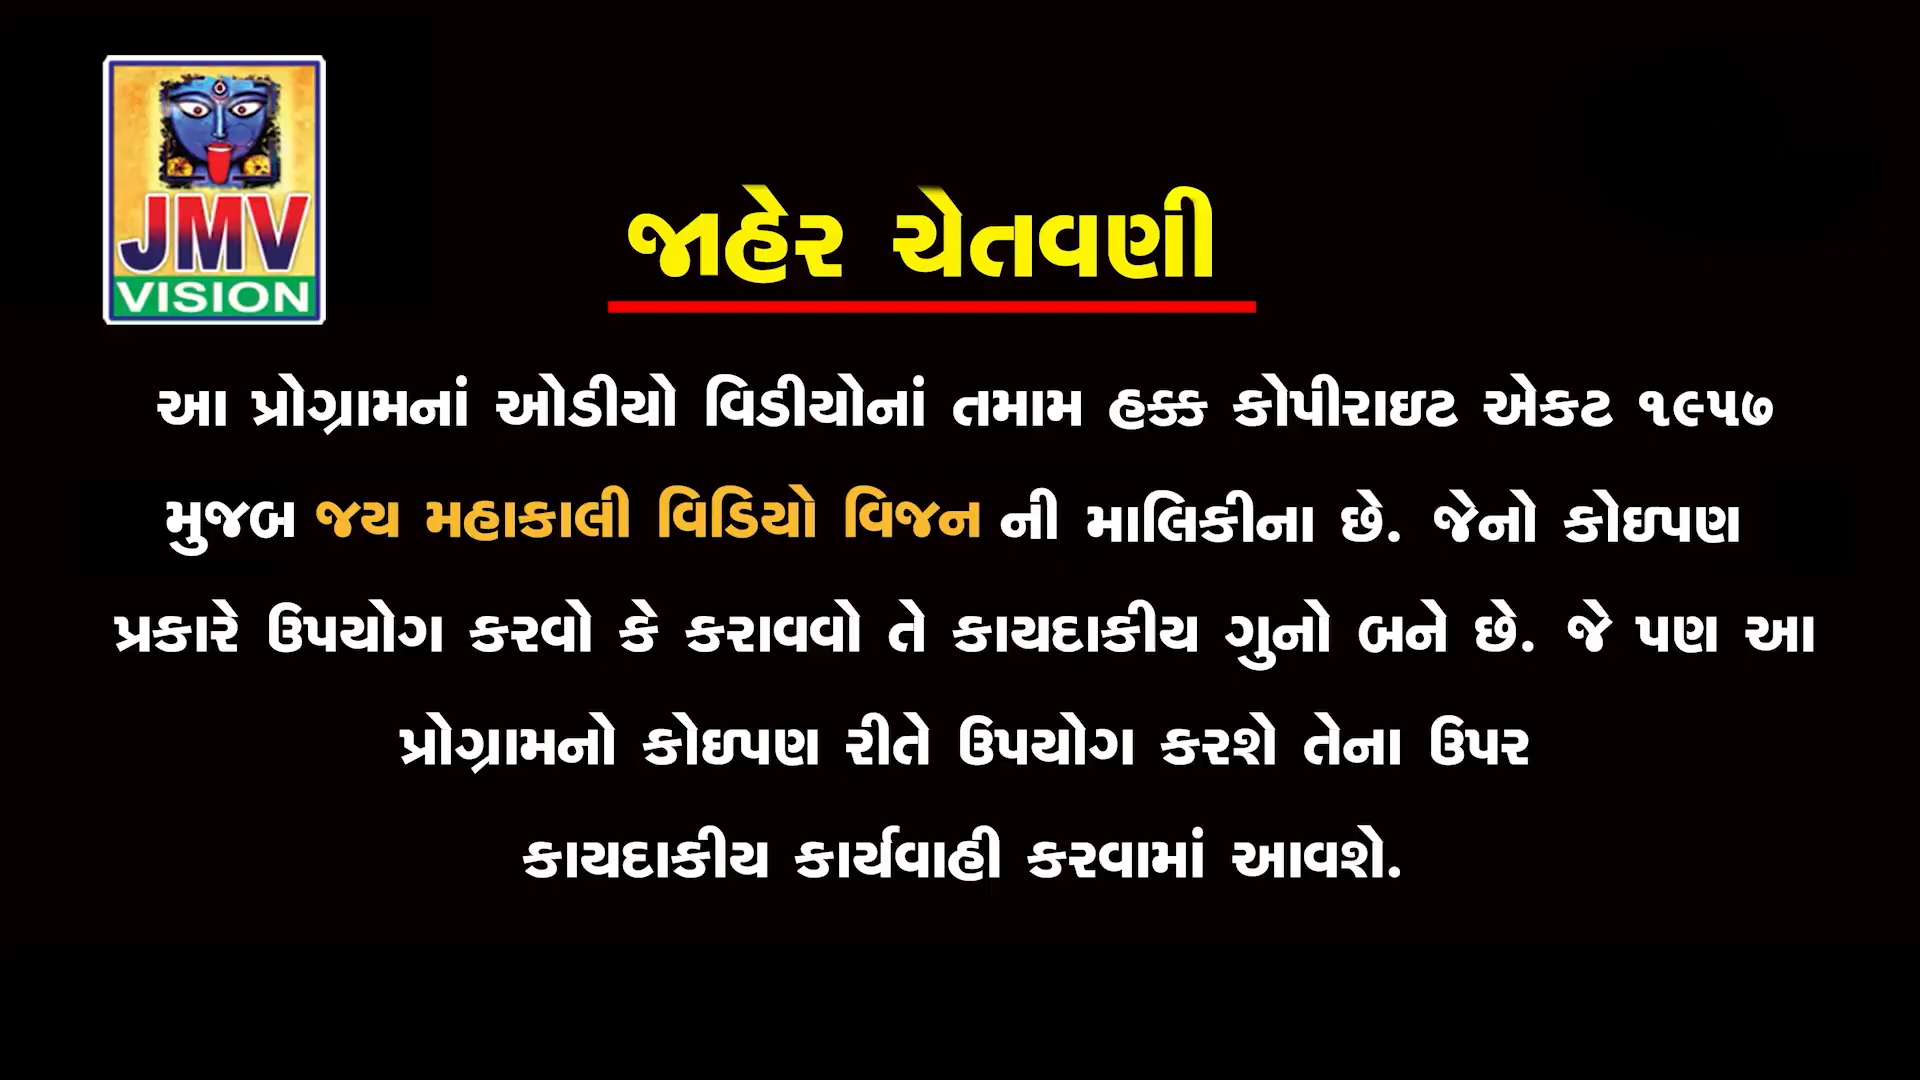 JMV
VISION
જાહેર ચેતવણી
આ પ્રોગ્રામનાં ઓડીયો વિડીયોનાં તમામ હક્ક કોપીરાઇટ એકટ ૧૯૫૭
મુજબ જય મહાકાલી વિડિયો વિજન ની માલિકીના છે. જેનો કોઇપણ
પ્રકારે ઉપયોગ કરવો કે કરાવવો તે કાયદાકીય ગુનો બને છે. જે પણ આ
પ્રોગ્રામનો કોઇપણ રીતે ઉપયોગ કરશે તેના ઉપર
કાયદાકીય કાર્યવાહી કરવામાં આવશે.